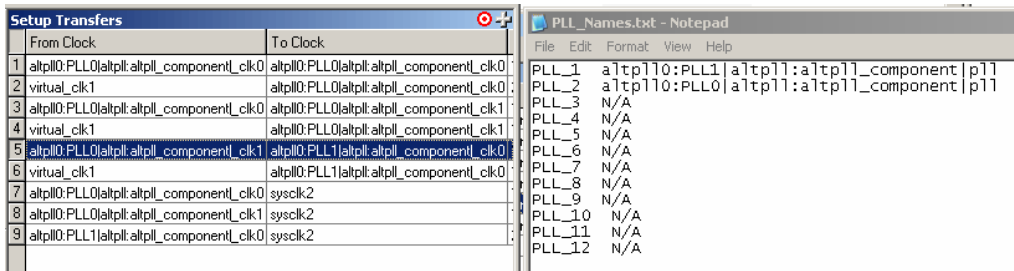 Setup Transfers
From Clock To Clock
1 altpll0:PLL0|altpll:altpll_component|_clk0 altpll0:PLL0|altpll:altpll_component|_clk0
2 virtual_clk1 altpll0:PLL0|altpll:altpll_component|_clk0
3 altpll0:PLL0|altpll:altpll_component|_clk0 altpll0:PLL0|altpll:altpll_component|_clk1
4 virtual_clk1 altpll0:PLL0|altpll:altpll_component|_clk1
5 altpll0:PLL0|altpll:altpll_component|_clk1 altpll0:PLL1|altpll:altpll_component|_clk0
6 virtual_clk1 altpll0:PLL1|altpll:altpll_component|_clk0
7 altpll0:PLL0|altpll:altpll_component|_clk0 sysclk2
8 altpll0:PLL0|altpll:altpll_component|_clk1 sysclk2
9 altpll0:PLL1|altpll:altpll_component|_clk0 sysclk2
PLL_Names.txt - Notepad
File Edit Format View Help
PLL_1 altpll0:PLL1|altpll:altpll_component|pll
PLL_2 altpll0:PLL0|altpll:altpll_component|pll
PLL_3 N/A
PLL_4 N/A
PLL_5 N/A
PLL_6 N/A
PLL_7 N/A
PLL_8 N/A
PLL_9 N/A
PLL_10 N/A
PLL_11 N/A
PLL_12 N/A